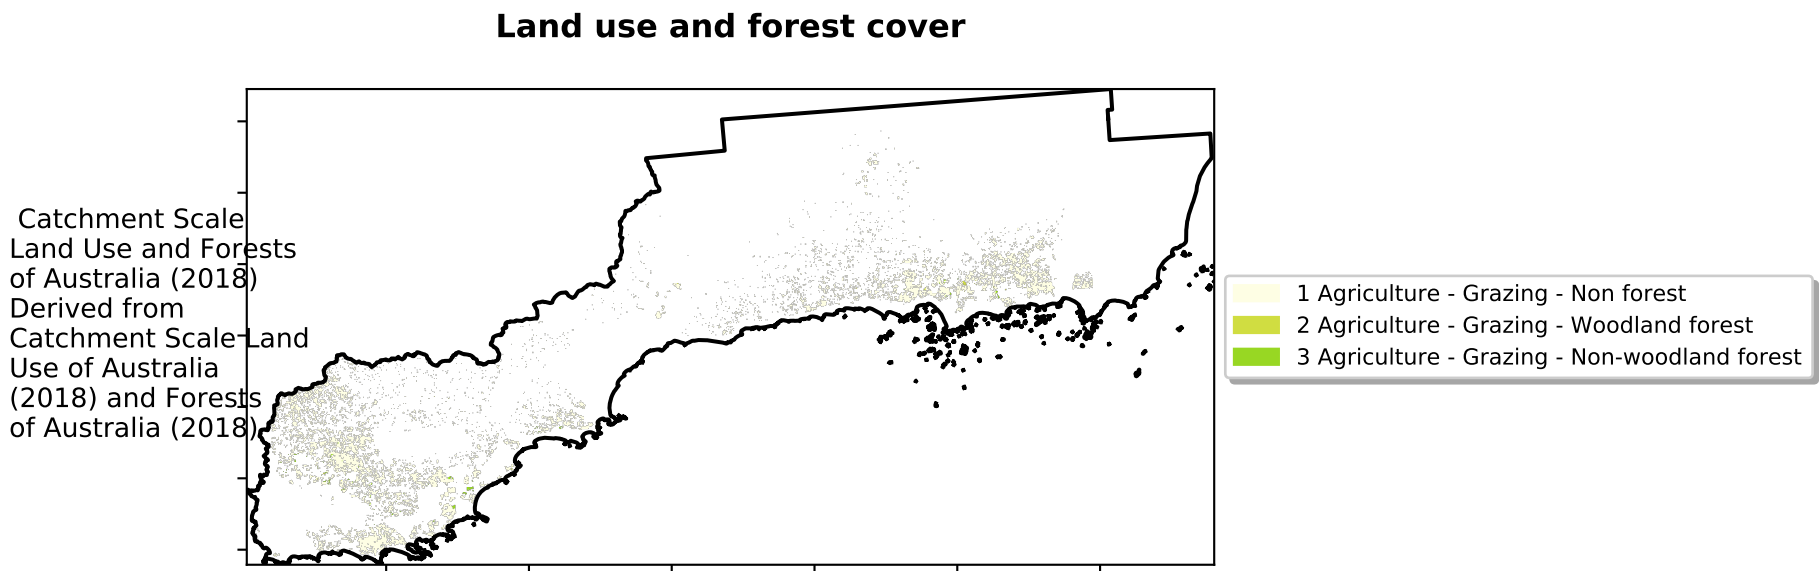 Land use and forest cover
Catchment Scale
Land Use and Forests
of Australia (2018)
Derived from
Catchment Scale Land
Use of Australia
(2018) and Forests
of Australia (2018)
1 Agriculture - Grazing - Non forest
2 Agriculture - Grazing - Woodland forest
3 Agriculture - Grazing - Non-woodland forest